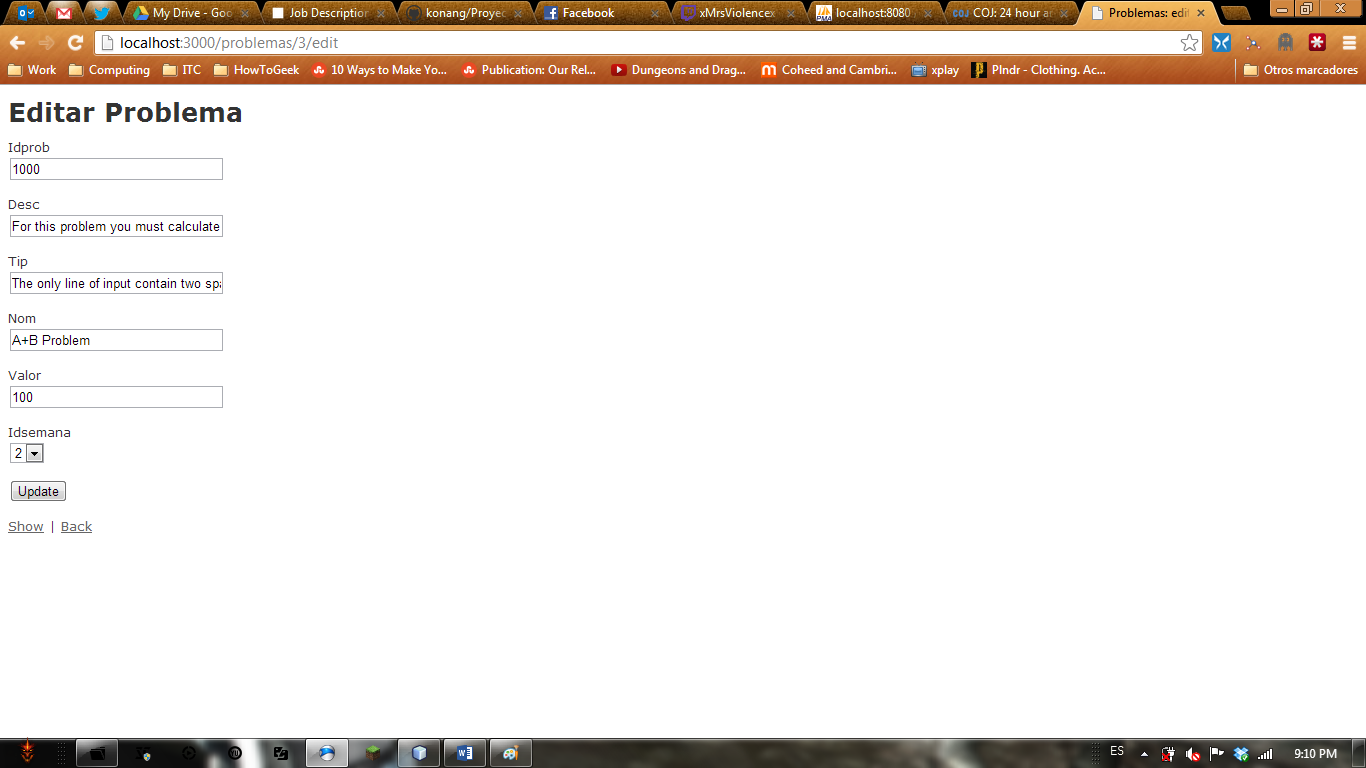 My Drive - Goo
Job Description
konang/Proyec
Facebook
xMrsViolencex
localhost:8080
COJ: 24 hour a
Problemas: edi
localhost:3000/problemas/3/edit
Work
Computing
ITC
HowToGeek
10 Ways to Make Yo...
Publication: Our Rel...
Dungeons and Drag...
Coheed and Cambri...
xplay
Plndr - Clothing. Ac...
Otros marcadores
Editar Problema
Idprob
1000
Desc
For this problem you must calculate
Tip
The only line of input contain two spa
Nom
A+B Problem
Valor
100
Idsemana
2
Update
Show | Back
ES
9:10 PM